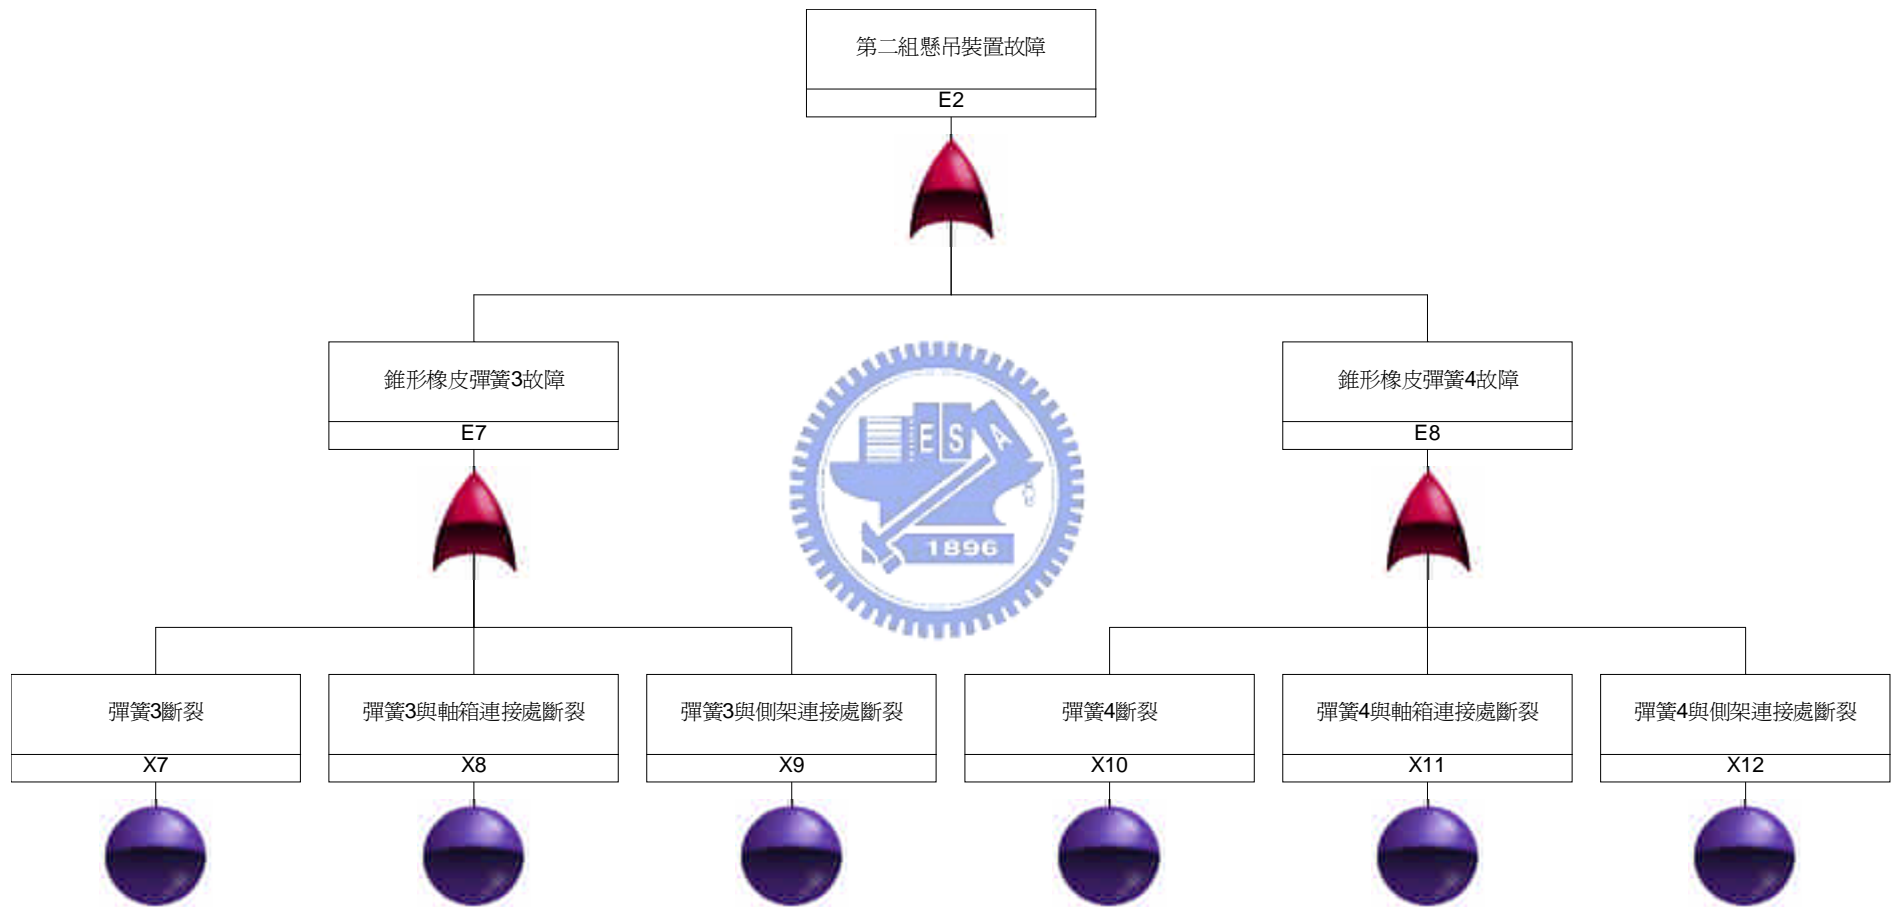 第二組懸吊裝置故障
E2
錐形橡皮彈簧3故障
E7
錐形橡皮彈簧4故障
E8
E S A
1896
彈簧3斷裂
X7
彈簧3與軸箱連接處斷裂
X8
彈簧3與側架連接處斷裂
X9
彈簧4斷裂
X10
彈簧4與軸箱連接處斷裂
X11
彈簧4與側架連接處斷裂
X12